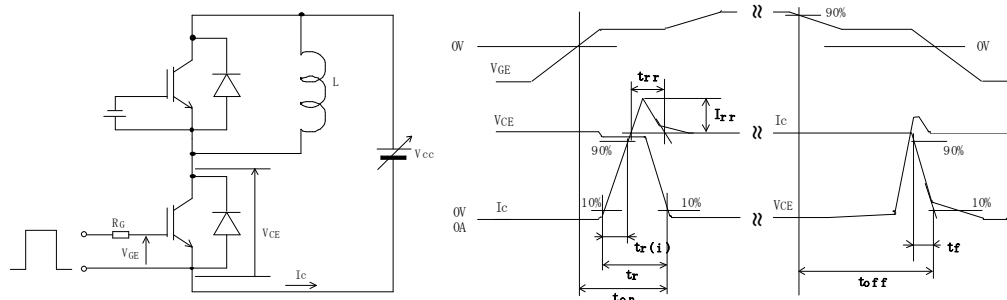 L
Vcc
RG
VGE
VCE
Ic
0V
VGE
90%
0V
trr
Irr
VCE
Ic
90%
90%
10%
10%
VCE
10%
0V
0A
Ic
tr(i)
tr
ton
tf
toff